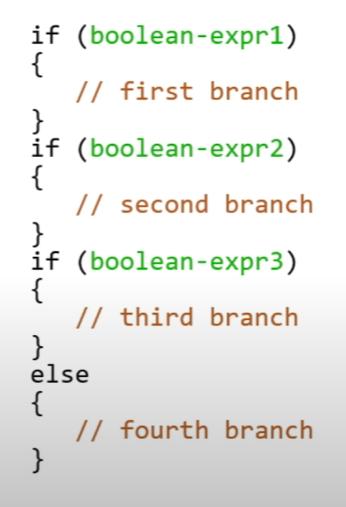 if (boolean-expr1)
{
// first branch
}
if (boolean-expr2)
{
// second branch
}
if (boolean-expr3)
{
// third branch
}
else
{
// fourth branch
}